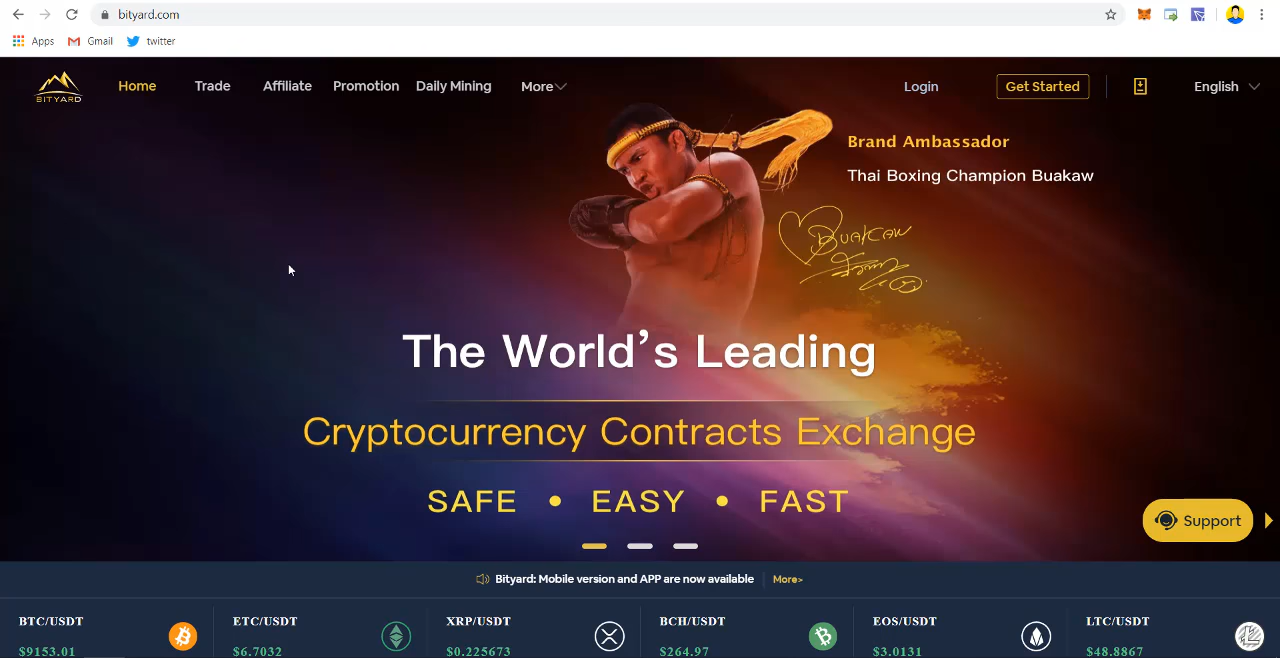 bityard.com
Apps Gmail twitter
BITYARD
Home Trade Affiliate Promotion Daily Mining More Login Get Started English
Brand Ambassador
Thai Boxing Champion Buakaw
BUAKAW
The World's Leading
Cryptocurrency Contracts Exchange
SAFE • EASY • FAST
Support
Bityard: Mobile version and APP are now available More>
BTC/USDT ETC/USDT XRP/USDT BCH/USDT EOS/USDT LTC/USDT
$9153.01 $6.7032 $0.225673 $264.97 $3.0131 $48.8867